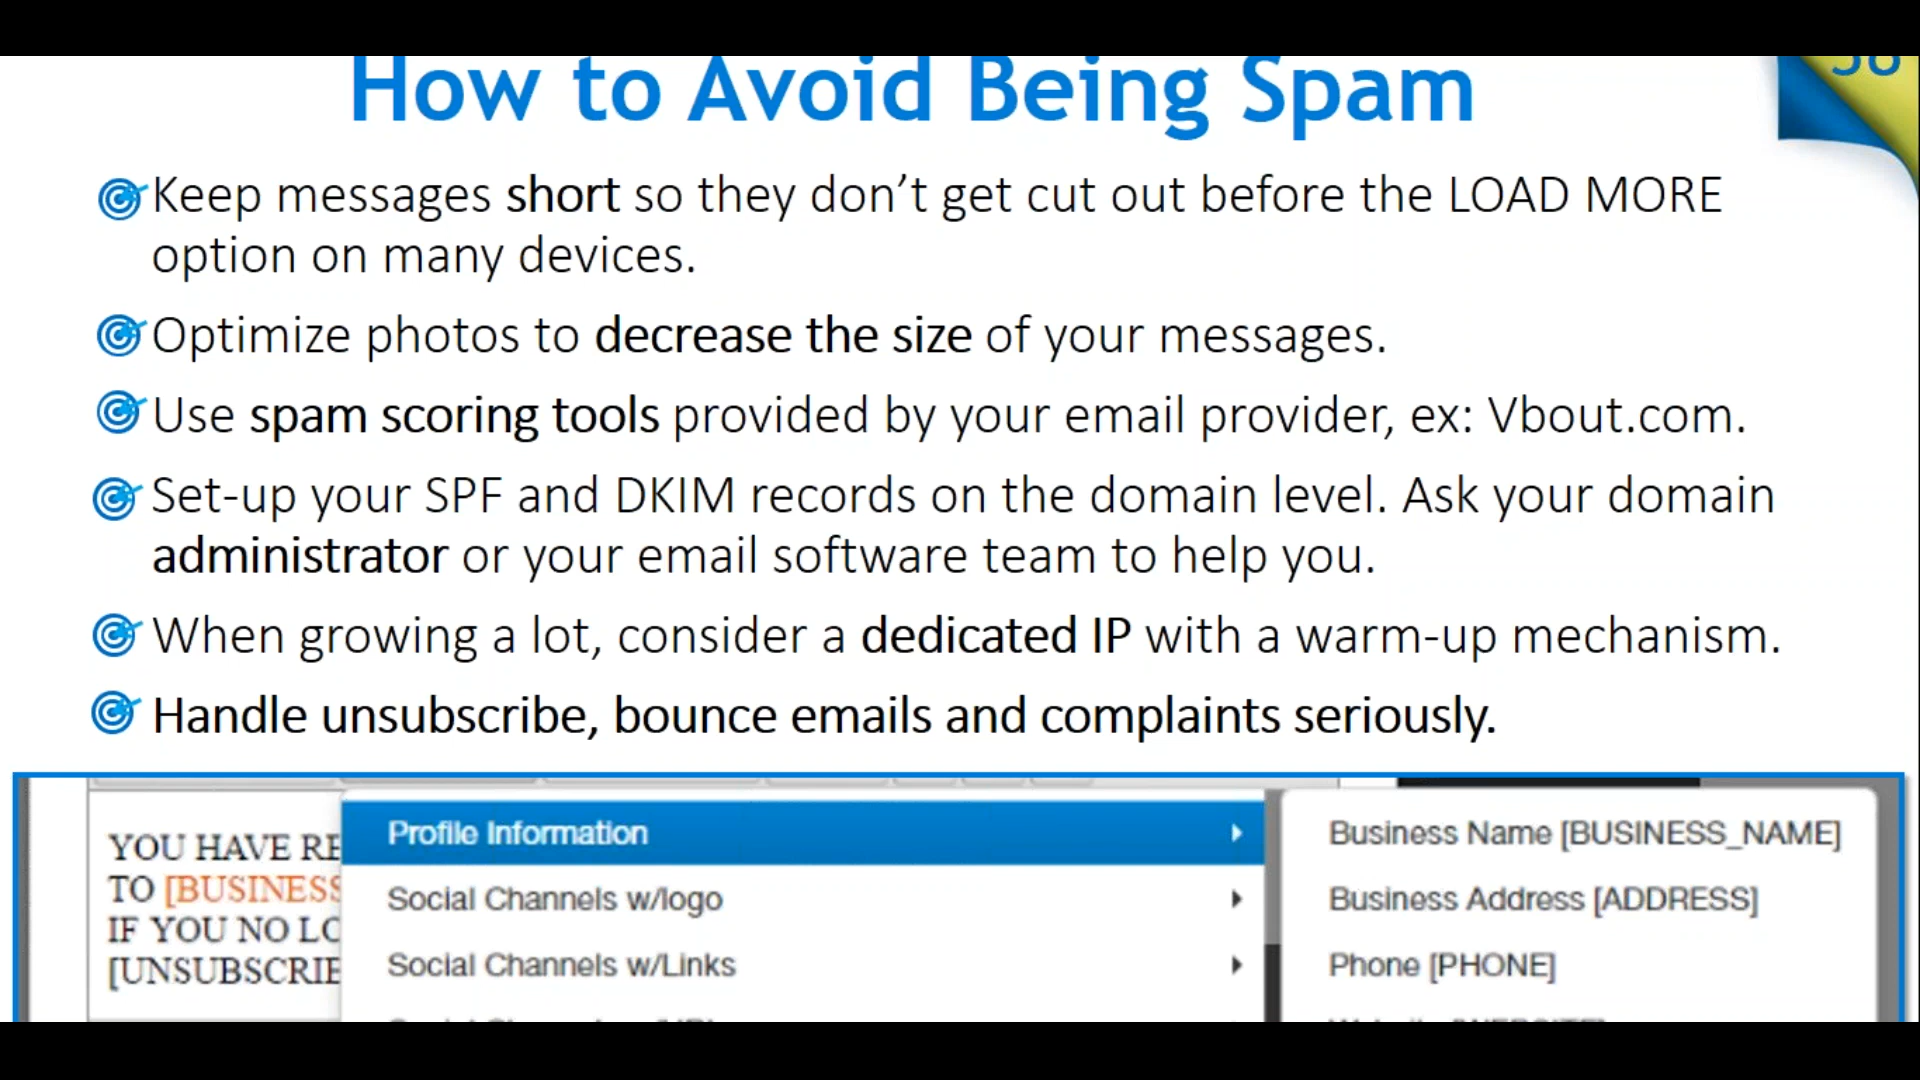 How to Avoid Being Spam
Keep messages short so they don’t get cut out before the LOAD MORE
option on many devices.
Optimize photos to decrease the size of your messages.
Use spam scoring tools provided by your email provider, ex: Vbout.com.
Set-up your SPF and DKIM records on the domain level. Ask your domain
administrator or your email software team to help you.
When growing a lot, consider a dedicated IP with a warm-up mechanism.
Handle unsubscribe, bounce emails and complaints seriously.
YOU HAVE RE
TO [BUSINESS
IF YOU NO LO
[UNSUBSCRIE
Profile Information
Social Channels w/logo
Social Channels w/Links
Business Name [BUSINESS_NAME]
Business Address [ADDRESS]
Phone [PHONE]